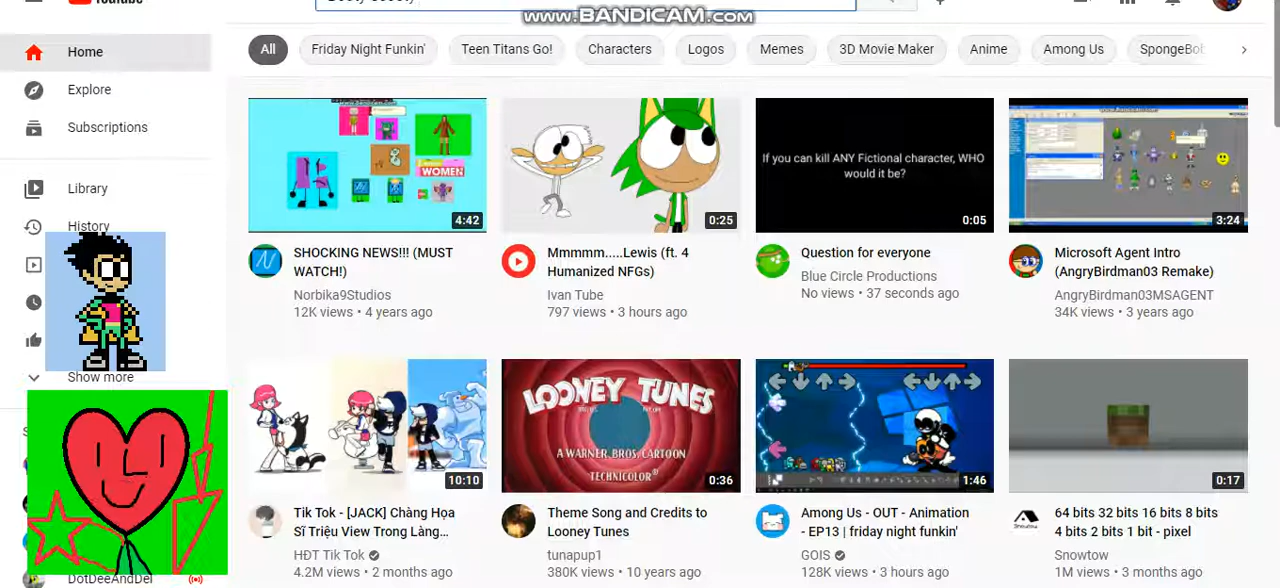 YouTube
www.BANDICAM.com
Home
Explore
Subscriptions
Library
History
Show more
DotDeeAndDel
All
Friday Night Funkin'
Teen Titans Go!
Characters
Logos
Memes
3D Movie Maker
Anime
Among Us
SpongeBob
WOMEN
4:42
SHOCKING NEWS!!! (MUST
WATCH!)
Norbika9Studios
12K views • 4 years ago
0:25
Mmmmm.....Lewis (ft. 4
Humanized NFGs)
Ivan Tube
797 views • 3 hours ago
If you can kill ANY Fictional character, WHO
would it be?
0:05
Question for everyone
Blue Circle Productions
No views • 37 seconds ago
3:24
Microsoft Agent Intro
(AngryBirdman03 Remake)
AngryBirdman03MSAGENT
34K views • 3 years ago
10:10
Tik Tok - [JACK] Chàng Họa
Sĩ Triệu View Trong Làng...
HĐT Tik Tok
4.2M views • 2 months ago
LOONEY TUNES
A WARNER BROS. CARTOON
TECHNICOLOR®
0:36
Theme Song and Credits to
Looney Tunes
tunapup1
380K views • 10 years ago
1:46
Among Us - OUT - Animation
- EP13 | friday night funkin'
GOIS
128K views • 3 hours ago
0:17
64 bits 32 bits 16 bits 8 bits
4 bits 2 bits 1 bit - pixel
Snowtow
1M views • 3 months ago